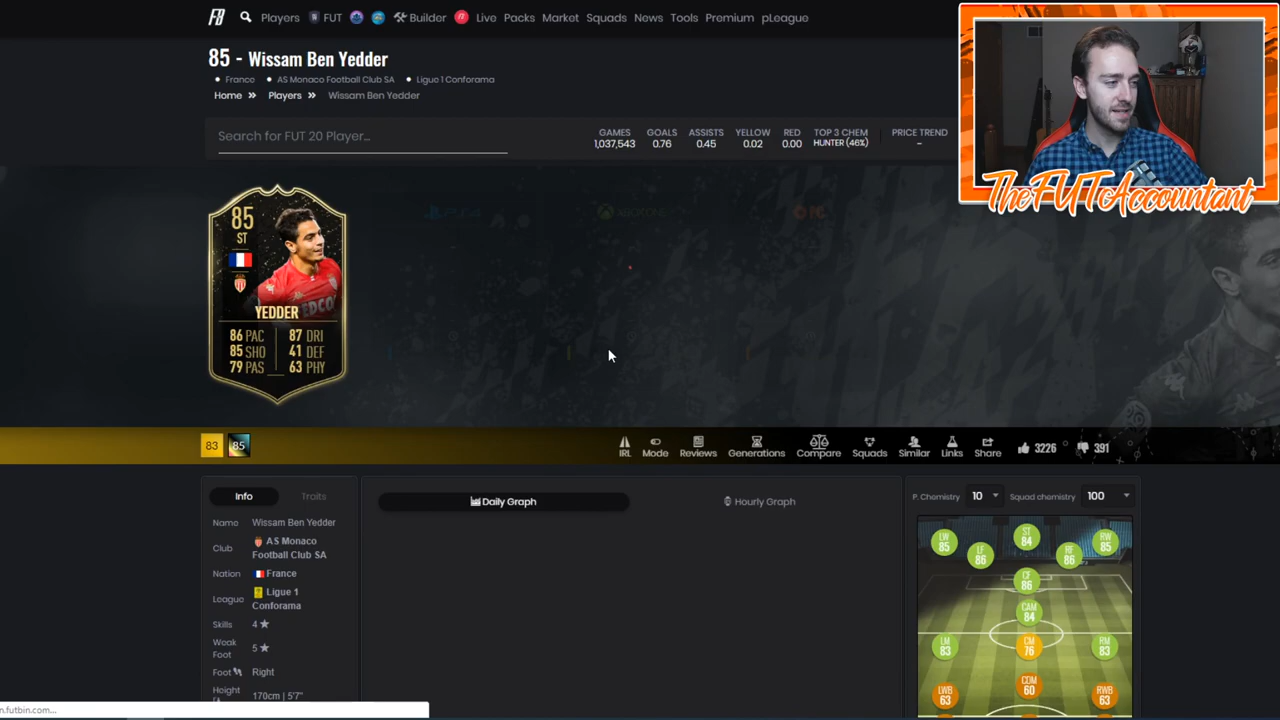 F8 Players FUT Builder Live Packs Market Squads News Tools Premium pLeague
85 - Wissam Ben Yedder
France AS Monaco Football Club SA Ligue 1 Conforama
Home » Players » Wissam Ben Yedder
Search for FUT 20 Player...
GAMES GOALS ASSISTS YELLOW RED TOP 3 CHEM PRICE TREND
1,037,543 0.76 0.45 0.02 0.00 HUNTER (46%) -
TheFUTAccountant
85
ST
YEDDER
86 PAC 87 DRI
85 SHO 41 DEF
79 PAS 63 PHY
83 85
IRL Mode Reviews Generations Compare Squads Similar Links Share 3226 391
Info Traits
Daily Graph Hourly Graph
P. Chemistry 10 Squad chemistry 100
Name Wissam Ben Yedder
Club AS Monaco
Football Club SA
Nation France
League Ligue 1
Conforama
Skills 4★
Weak
Foot 5★
Foot Right
Height 170cm | 5'7"
LW
85
LF
86
ST
84
RF
86
RW
85
CF
86
CAM
84
LM
83
CM
76
RM
83
LWB
63
CDM
60
RWB
63
n.futbin.com...